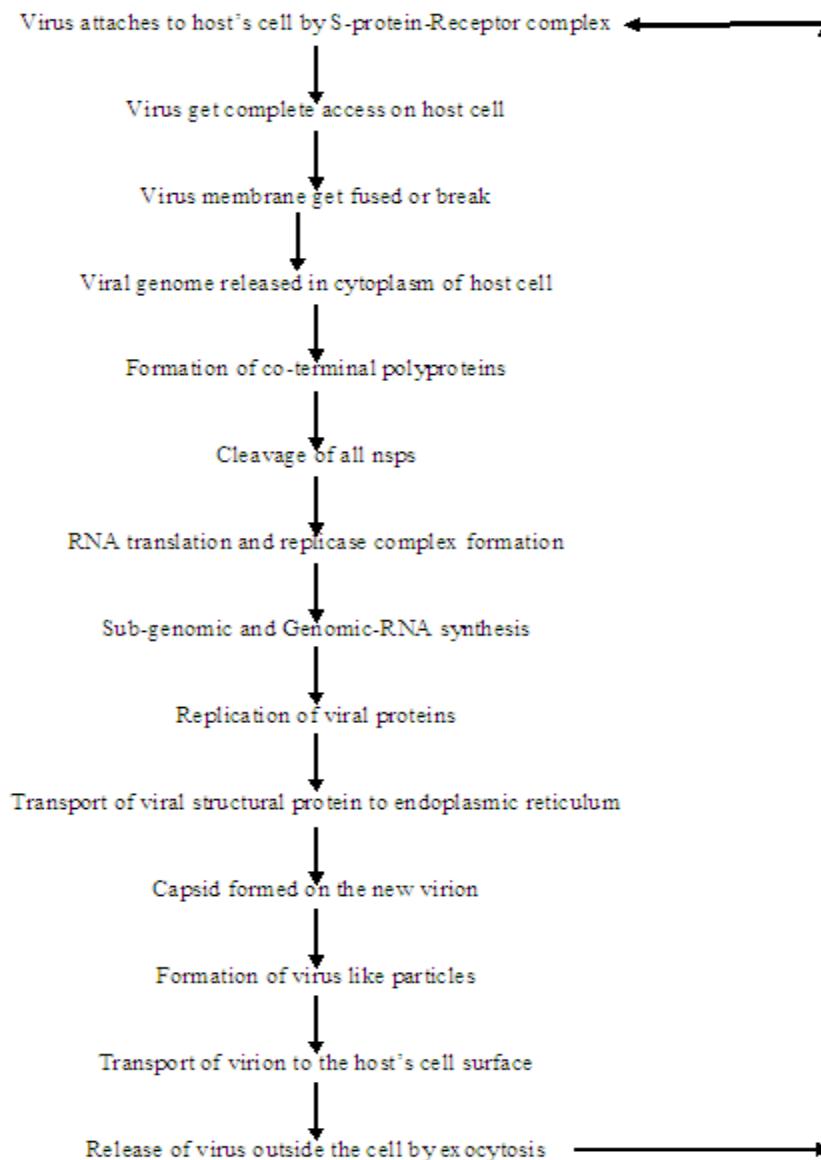 Virus attaches to host's cell by S-protein-Receptor complex
Virus get complete access on host cell
Virus membrane get fused or break
Viral genome released in cytoplasm of host cell
Formation of co-terminal polyproteins
Cleavage of all nsps
RNA translation and replicase complex formation
Sub-genomic and Genomic-RNA synthesis
Replication of viral proteins
Transport of viral structural protein to endoplasmic reticulum
Capsid formed on the new virion
Formation of virus like particles
Transport of virion to the host's cell surface
Release of virus outside the cell by exocytosis